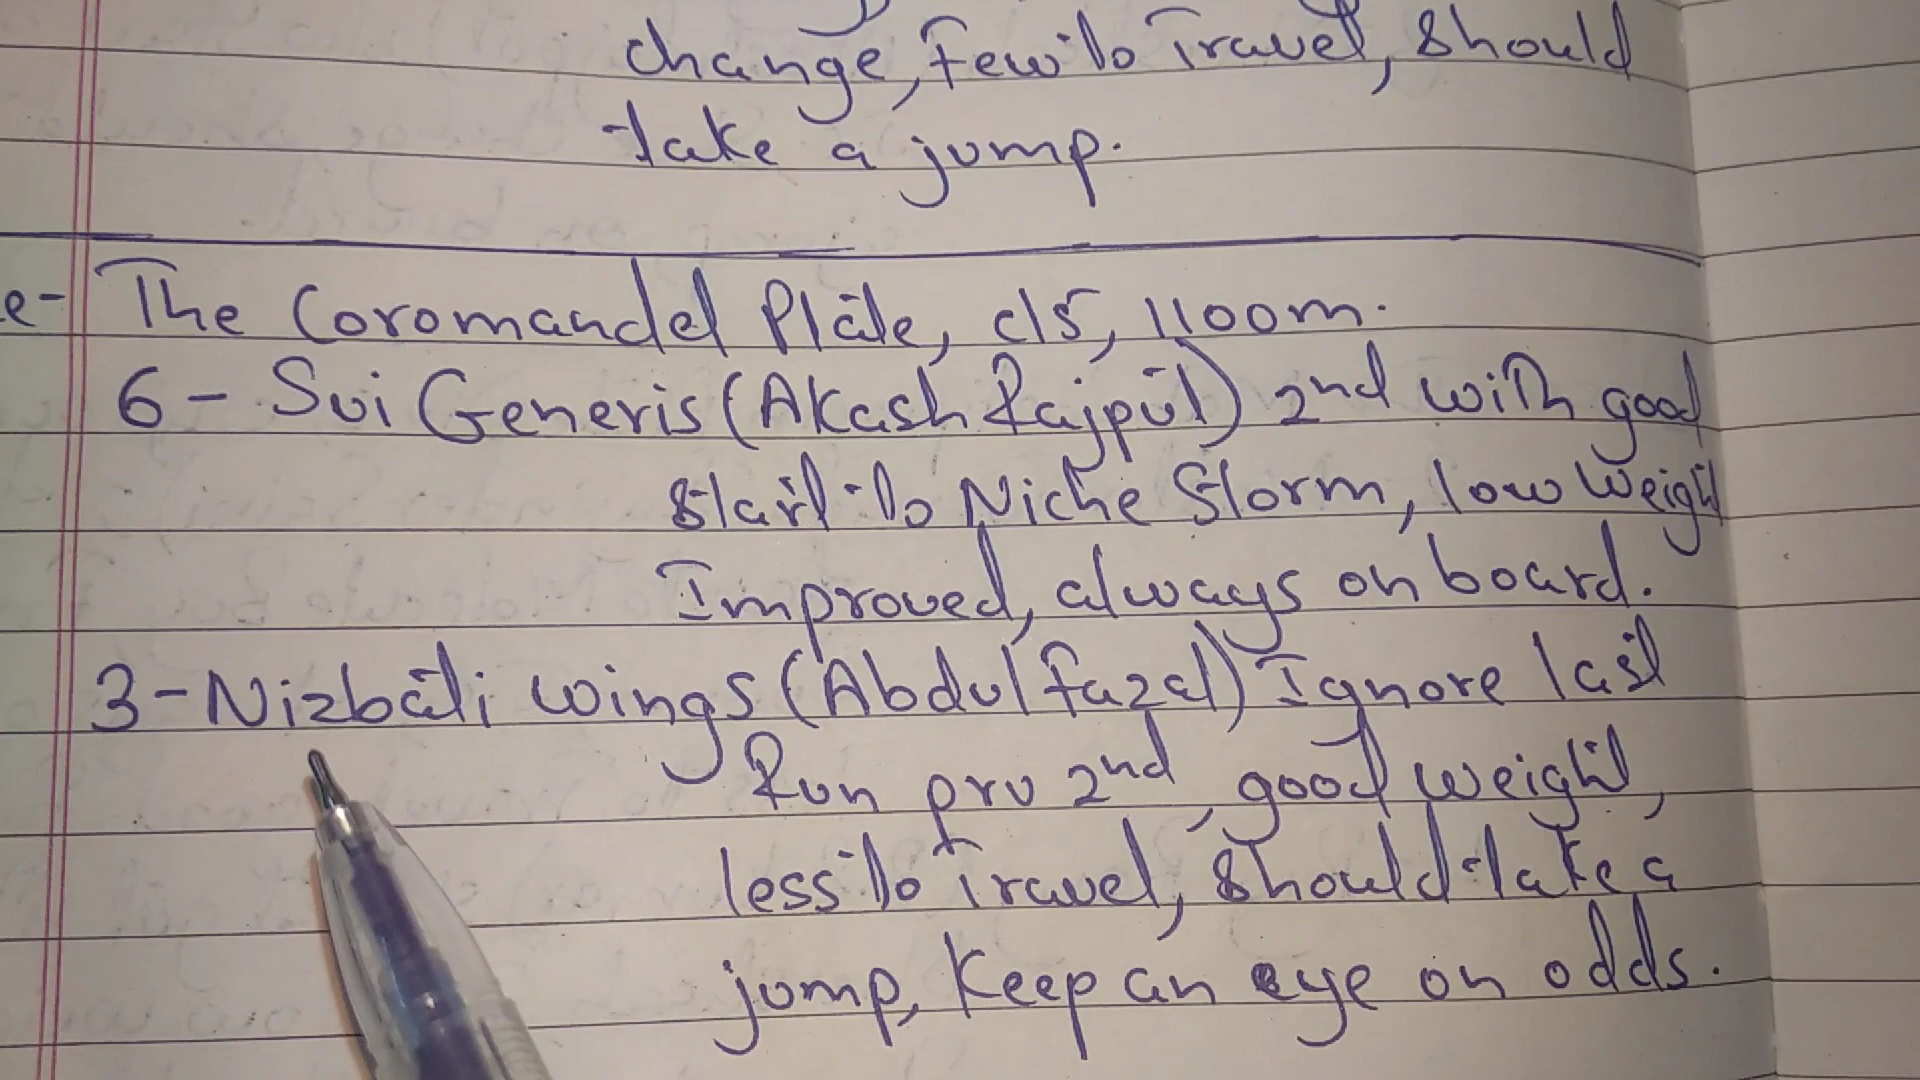 change, Few to Travel, Should
take a jump.
e- The Coromandel Plate, cl5, 1100m.
6 - Sui Generis (Akash Rajput) 2nd with good
start to Niche Storm, low weight
Improved, always on board.
3 - Nizbati wings (Abdul fazal) Ignore last
Run prv 2nd, good weight,
less to Travel, Should take a
jump, Keep an eye on odds.